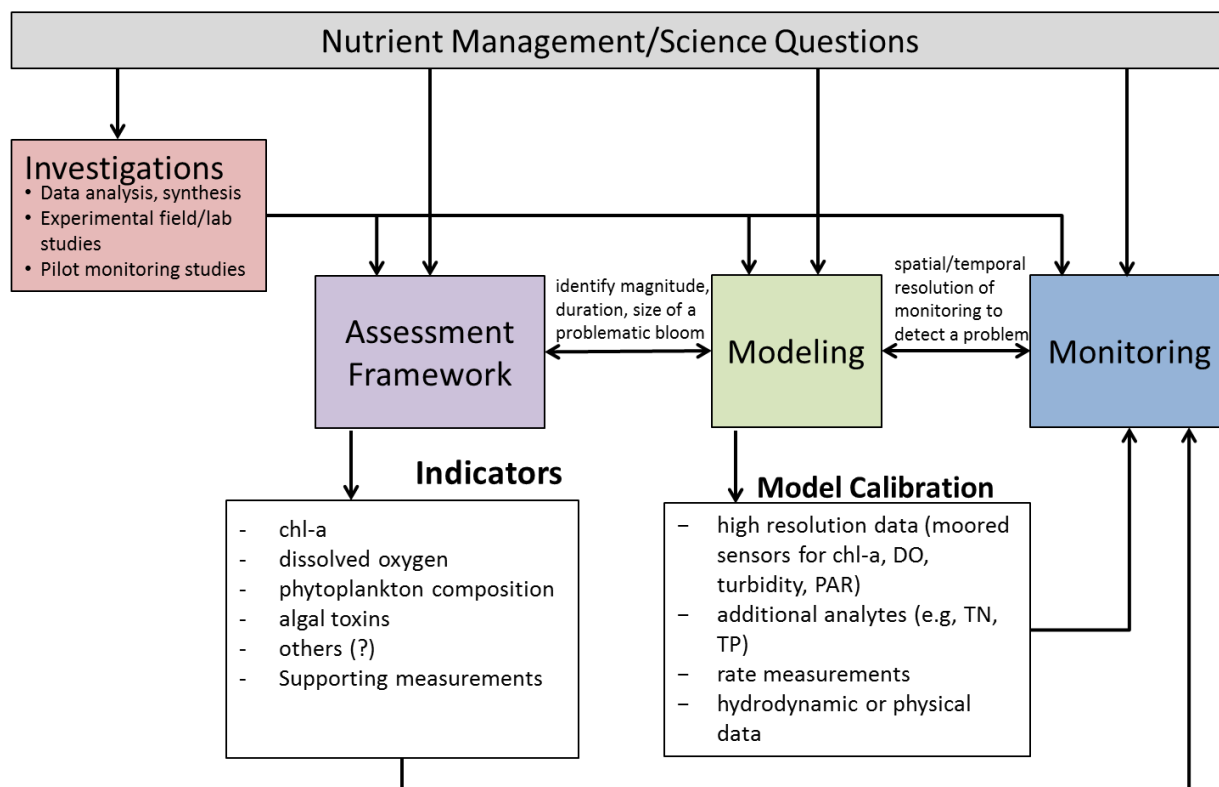 Nutrient Management/Science Questions
Investigations
• Data analysis, synthesis
• Experimental field/lab
studies
• Pilot monitoring studies
identify magnitude,
duration, size of a
problematic bloom
spatial/temporal
resolution of
monitoring to
detect a problem
Assessment
Framework
Modeling
Monitoring
Indicators
- chl-a
- dissolved oxygen
- phytoplankton composition
- algal toxins
- others (?)
- Supporting measurements
Model Calibration
– high resolution data (moored
sensors for chl-a, DO,
turbidity, PAR)
– additional analytes (e.g, TN,
TP)
– rate measurements
– hydrodynamic or physical
data